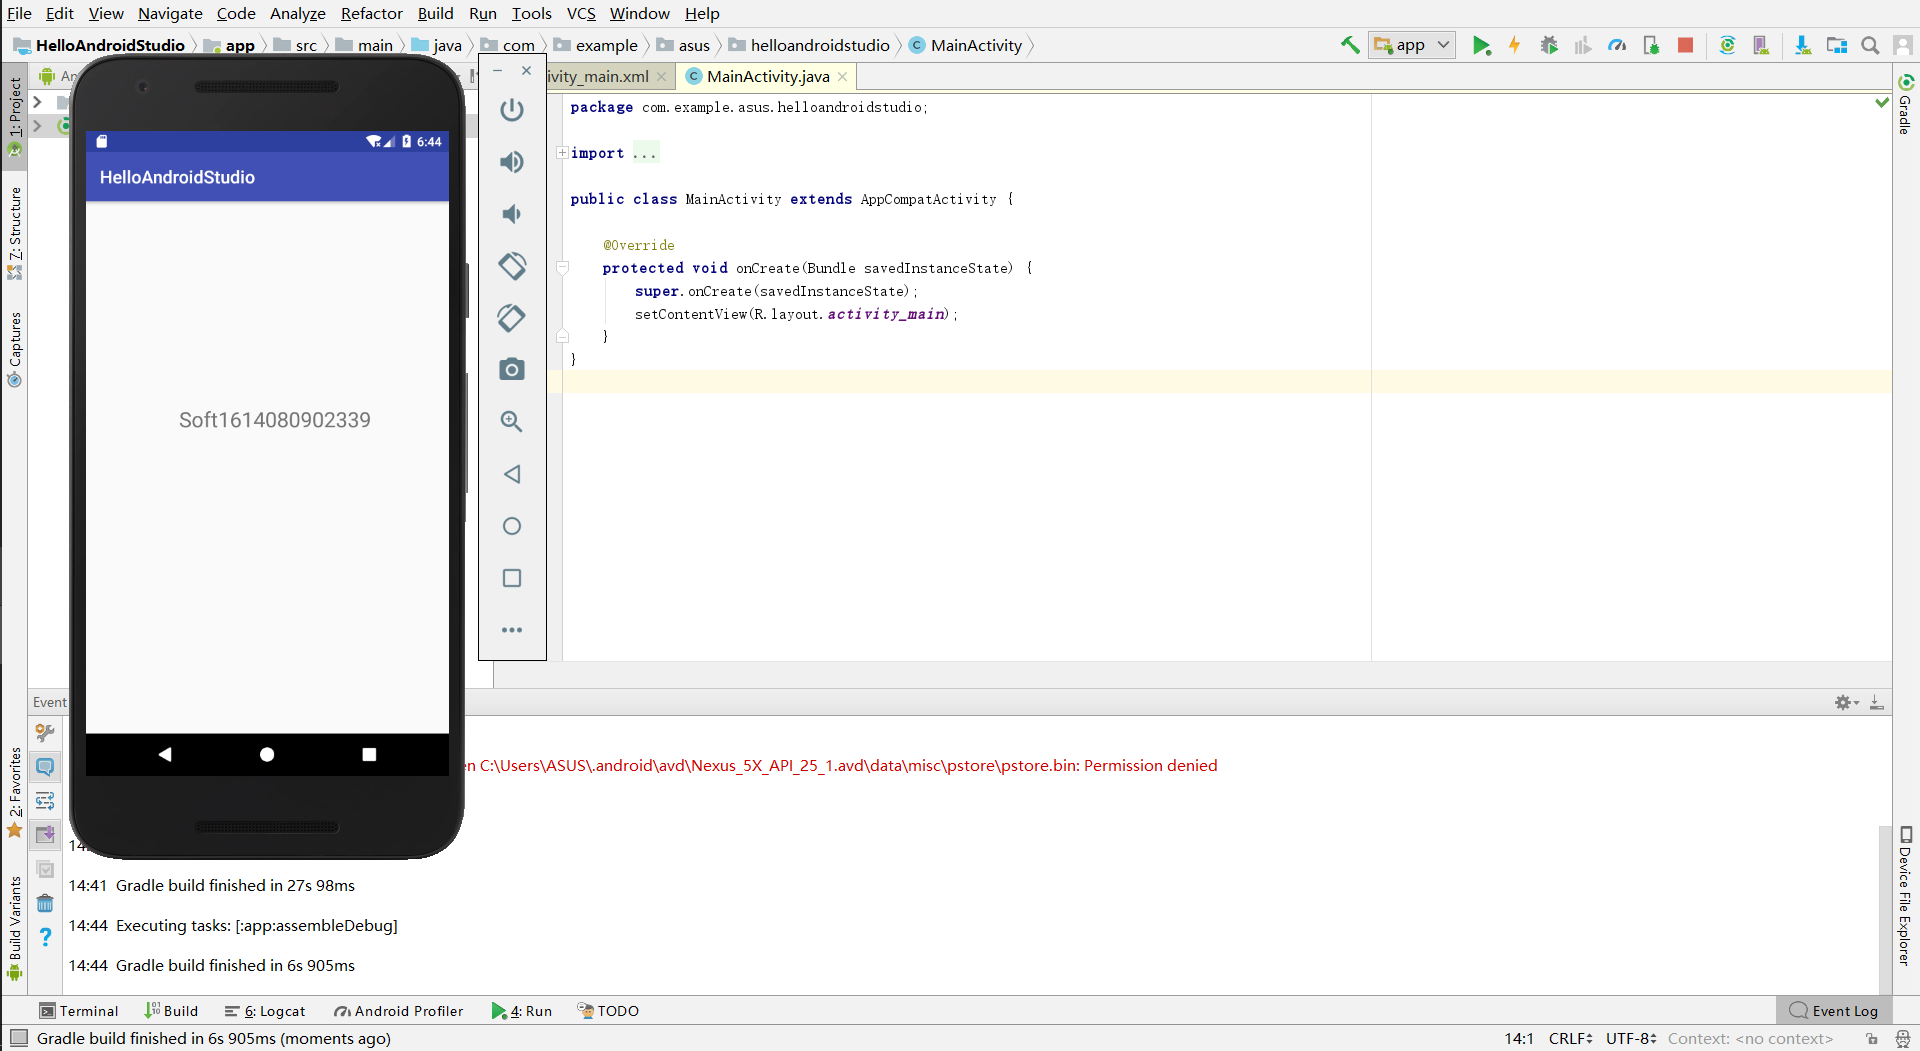 File Edit View Navigate Code Analyze Refactor Build Run Tools VCS Window Help
HelloAndroidStudio app src main java com example asus helloandroidstudio MainActivity app
1: Project
7: Structure
Captures
2: Favorites
Build Variants
An
ivity_main.xml MainActivity.java
6:44
HelloAndroidStudio
Soft1614080902339
package com.example.asus.helloandroidstudio;
import ...
public class MainActivity extends AppCompatActivity {
@Override
protected void onCreate(Bundle savedInstanceState) {
super.onCreate(savedInstanceState);
setContentView(R.layout.activity_main);
}
}
Gradle
Device File Explorer
Event
en C:\Users\ASUS\.android\avd\Nexus_5X_API_25_1.avd\data\misc\pstore\pstore.bin: Permission denied
14:41 Gradle build finished in 27s 98ms
14:44 Executing tasks: [:app:assembleDebug]
14:44 Gradle build finished in 6s 905ms
Terminal Build 6: Logcat Android Profiler 4: Run TODO Event Log
Gradle build finished in 6s 905ms (moments ago) 14:1 CRLF UTF-8 Context: <no context>